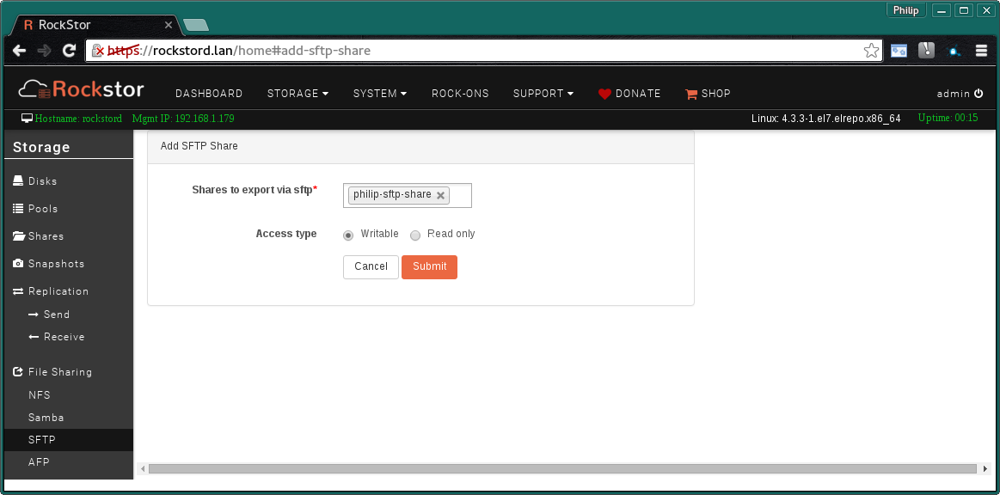 Philip
R RockStor
https://rockstord.lan/home#add-sftp-share
Rockstor DASHBOARD STORAGE SYSTEM ROCK-ONS SUPPORT DONATE SHOP admin
Hostname: rockstord Mgmt IP: 192.168.1.179 Linux: 4.3.3-1.el7.elrepo.x86_64 Uptime: 00:15
Storage
Disks
Pools
Shares
Snapshots
Replication
Send
Receive
File Sharing
NFS
Samba
SFTP
AFP
Add SFTP Share
Shares to export via sftp* philip-sftp-share
Access type Writable Read only
Cancel Submit